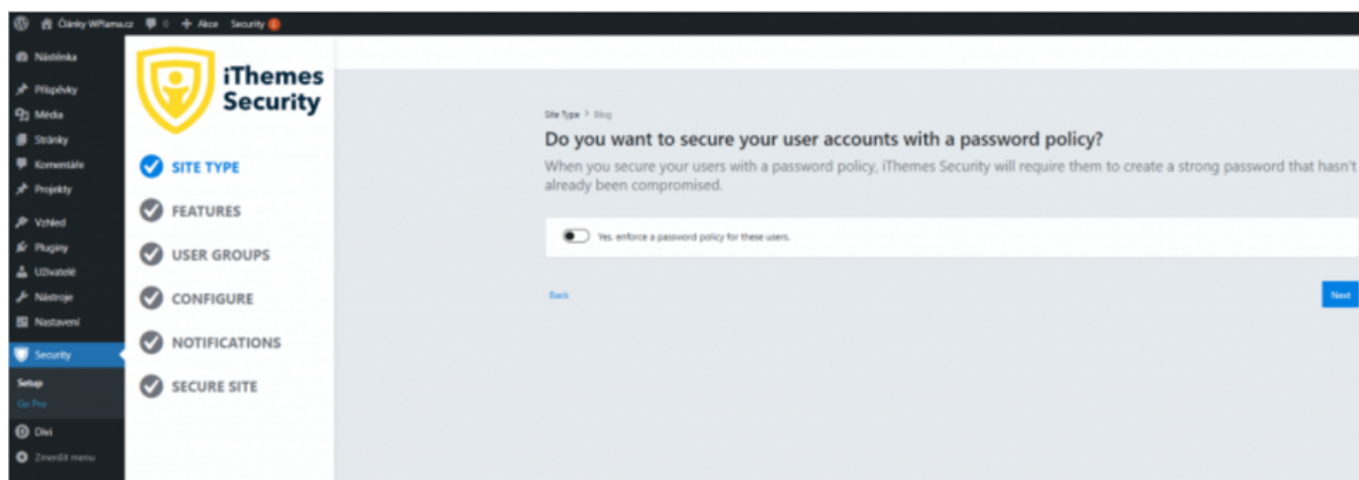 Články WPlama.cz 0 + Akce Security 2
Nástěnka
Příspěvky
Média
Stránky
Komentáře
Projekty
Vzhled
Pluginy
Uživatelé
Nástroje
Nastavení
Security
Setup
Go Pro
Divi
Zmenšit menu
iThemes
Security
SITE TYPE
FEATURES
USER GROUPS
CONFIGURE
NOTIFICATIONS
SECURE SITE
Site Type > Blog
Do you want to secure your user accounts with a password policy?
When you secure your users with a password policy, iThemes Security will require them to create a strong password that hasn't
already been compromised.
Yes, enforce a password policy for these users.
Back
Next